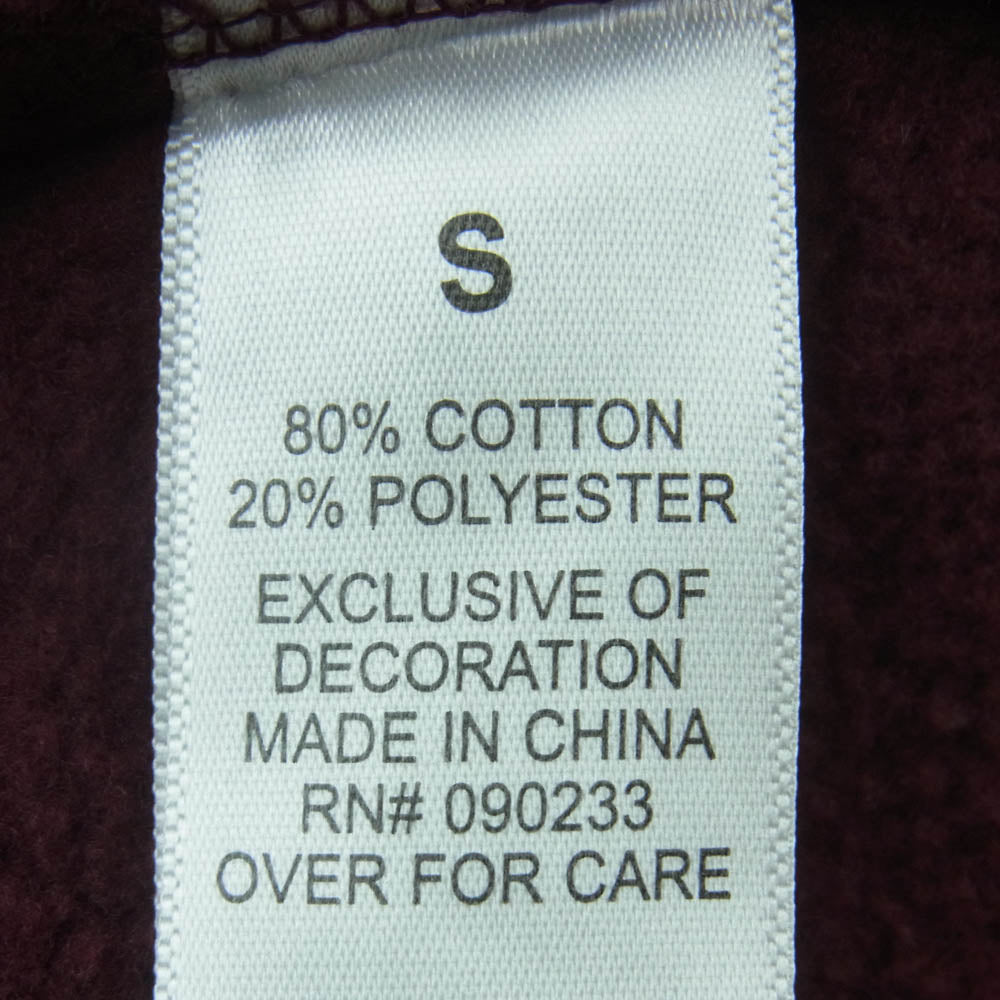 S
80% COTTON
20% POLYESTER
EXCLUSIVE OF
DECORATION
MADE IN CHINA
RN# 090233
OVER FOR CARE